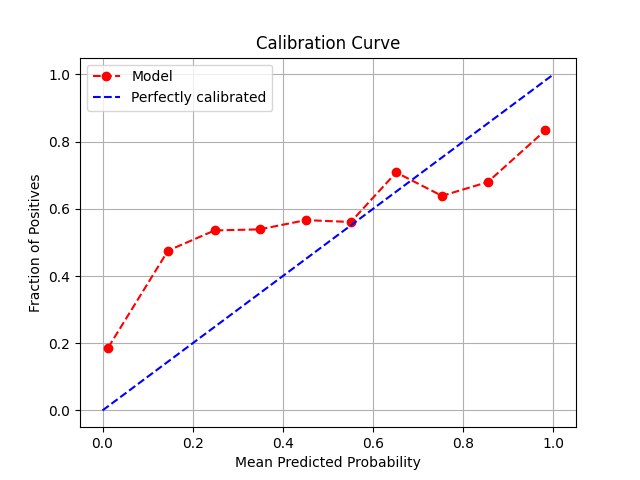 Calibration Curve
Model
Perfectly calibrated
1.0
0.8
0.6
0.4
0.2
0.0
Fraction of Positives
0.0 0.2 0.4 0.6 0.8 1.0
Mean Predicted Probability